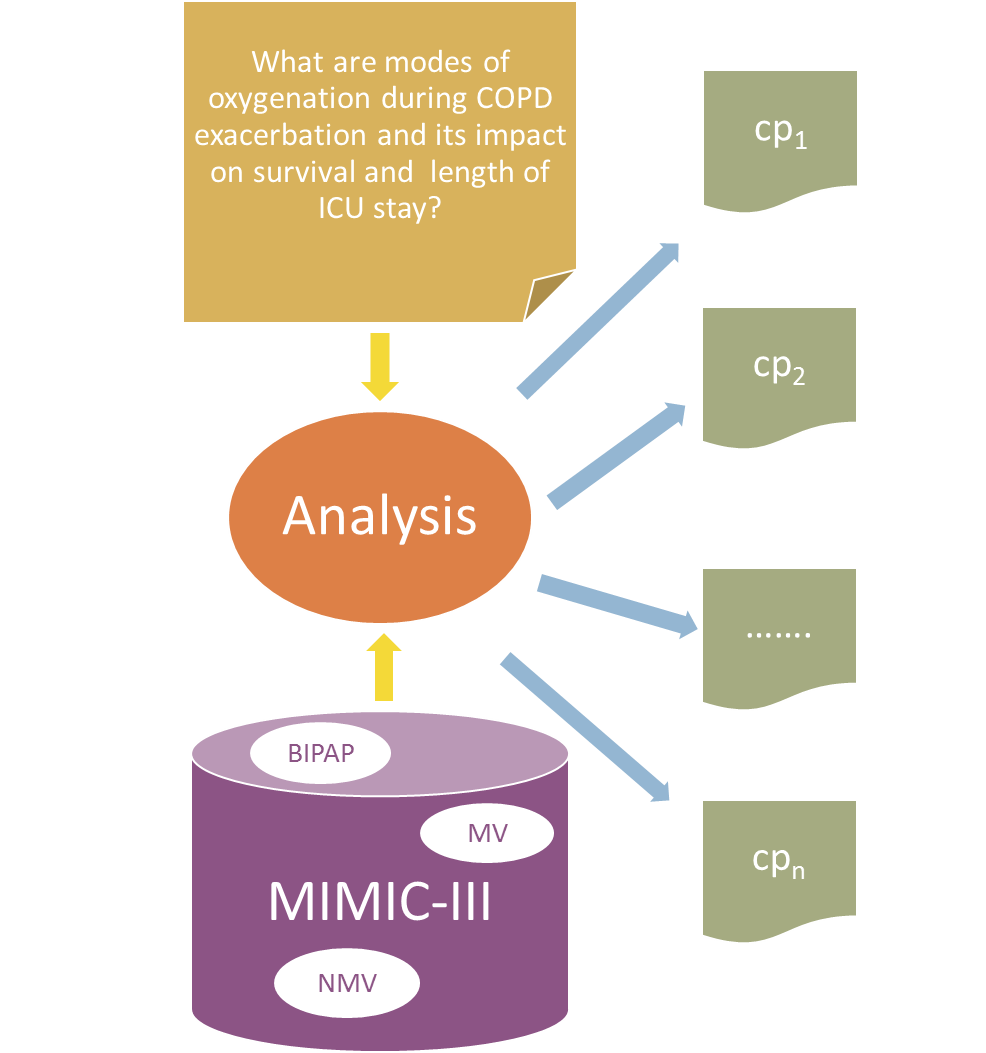 What are modes of
oxygenation during COPD
exacerbation and its impact
on survival and  length of
ICU stay?
cp1
cp2
Analysis
.......
BIPAP
MV
MIMIC-III
cpn
NMV